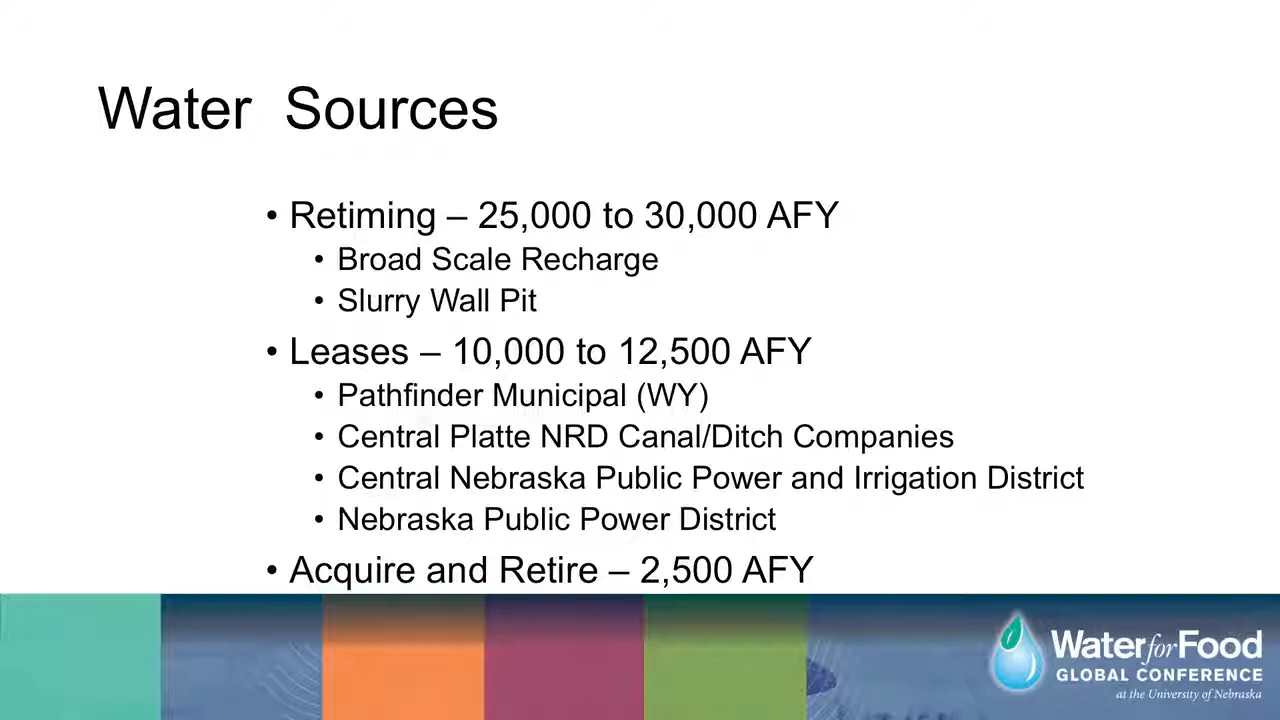 Water Sources
• Retiming – 25,000 to 30,000 AFY
• Broad Scale Recharge
• Slurry Wall Pit
• Leases – 10,000 to 12,500 AFY
• Pathfinder Municipal (WY)
• Central Platte NRD Canal/Ditch Companies
• Central Nebraska Public Power and Irrigation District
• Nebraska Public Power District
• Acquire and Retire – 2,500 AFY
Water for Food
GLOBAL CONFERENCE
at the University of Nebraska